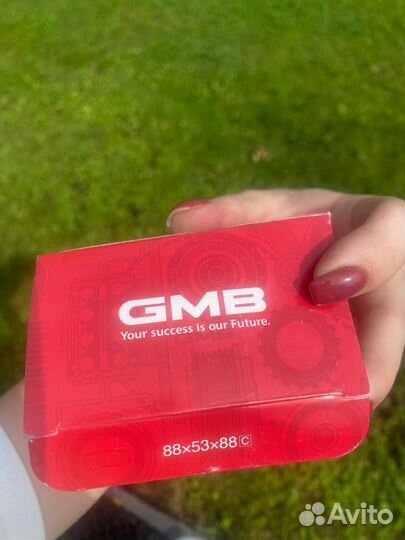 GMB
Your success is our Future.
88×53×88 C
Avito